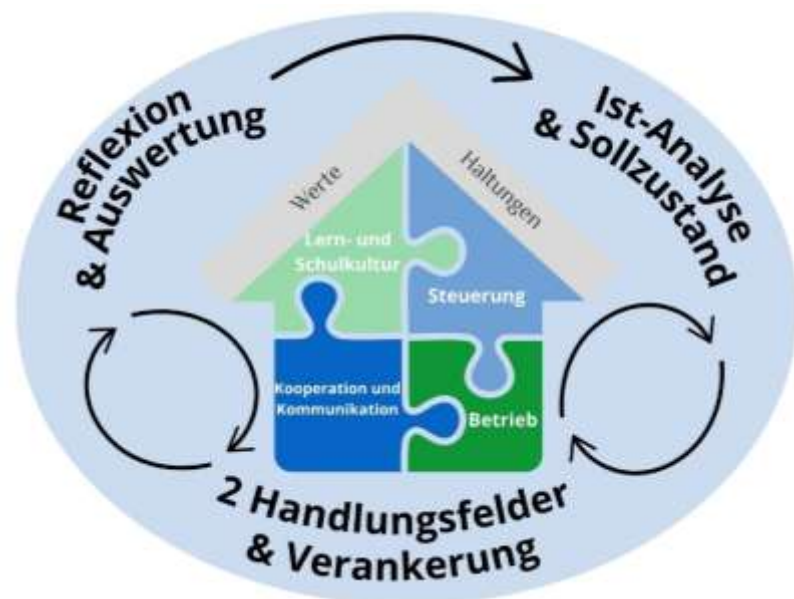 Reflexion
& Auswertung
Ist-Analyse
& Sollzustand
Werte
Haltungen
Lern- und
Schulkultur
Steuerung
Kooperation und
Kommunikation
Betrieb
2 Handlungsfelder
& Verankerung